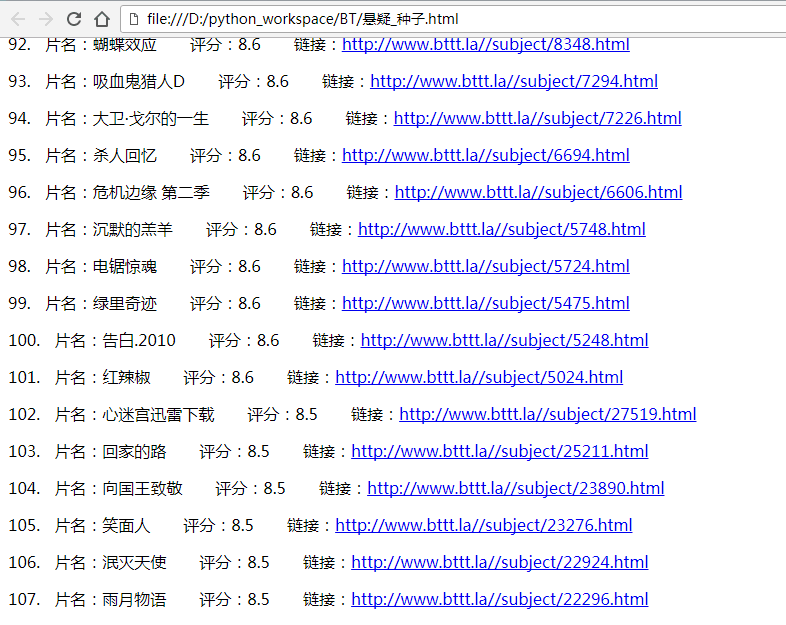 file:///D:/python_workspace/BT/悬疑_种子.html
92. 片名：蝴蝶效应 评分：8.6 链接：http://www.bttt.la//subject/8348.html
93. 片名：吸血鬼猎人D 评分：8.6 链接：http://www.bttt.la//subject/7294.html
94. 片名：大卫·戈尔的一生 评分：8.6 链接：http://www.bttt.la//subject/7226.html
95. 片名：杀人回忆 评分：8.6 链接：http://www.bttt.la//subject/6694.html
96. 片名：危机边缘 第二季 评分：8.6 链接：http://www.bttt.la//subject/6606.html
97. 片名：沉默的羔羊 评分：8.6 链接：http://www.bttt.la//subject/5748.html
98. 片名：电锯惊魂 评分：8.6 链接：http://www.bttt.la//subject/5724.html
99. 片名：绿里奇迹 评分：8.6 链接：http://www.bttt.la//subject/5475.html
100. 片名：告白.2010 评分：8.6 链接：http://www.bttt.la//subject/5248.html
101. 片名：红辣椒 评分：8.6 链接：http://www.bttt.la//subject/5024.html
102. 片名：心迷宫迅雷下载 评分：8.5 链接：http://www.bttt.la//subject/27519.html
103. 片名：回家的路 评分：8.5 链接：http://www.bttt.la//subject/25211.html
104. 片名：向国王致敬 评分：8.5 链接：http://www.bttt.la//subject/23890.html
105. 片名：笑面人 评分：8.5 链接：http://www.bttt.la//subject/23276.html
106. 片名：泯灭天使 评分：8.5 链接：http://www.bttt.la//subject/22924.html
107. 片名：雨月物语 评分：8.5 链接：http://www.bttt.la//subject/22296.html